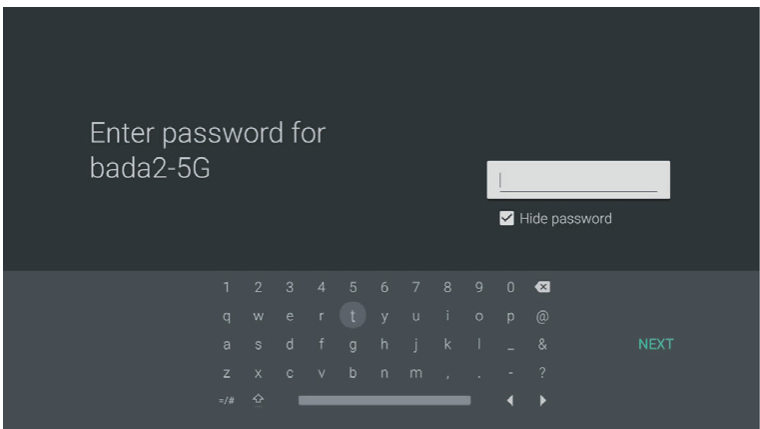 Enter password for
bada2-5G
Hide password
1 2 3 4 5 6 7 8 9 0
q w e r t y u i o p @
a s d f g h j k l _ &
NEXT
z x c v b n m , . - ?
=/#